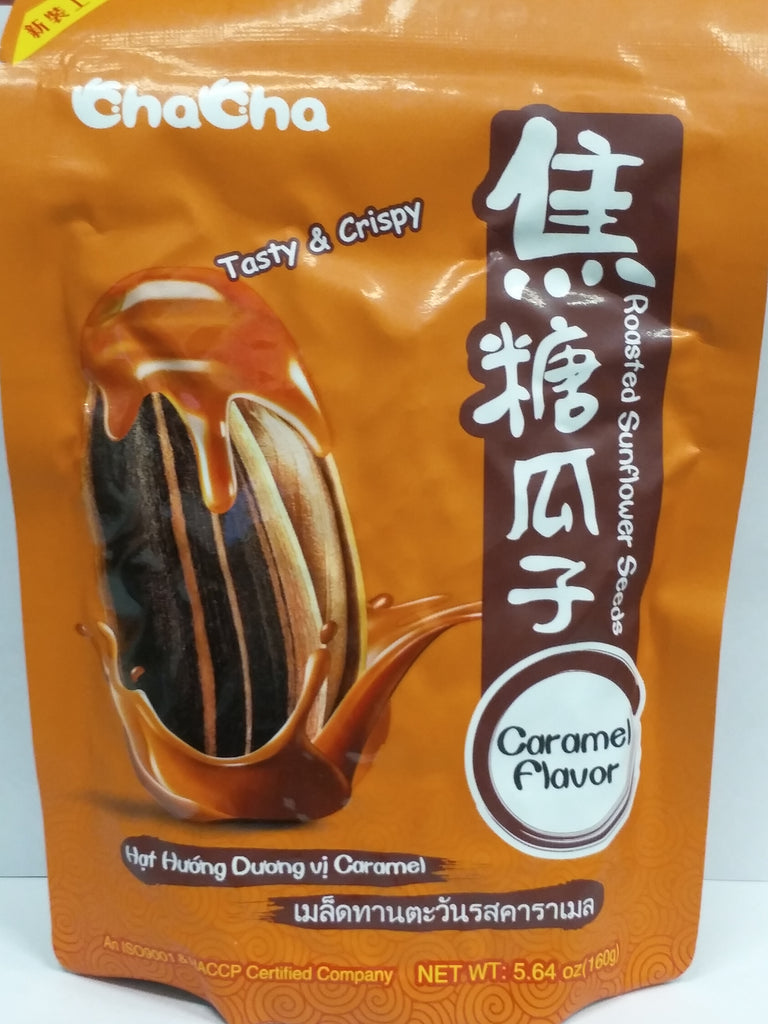 新裝上
ChaCha
Tasty & Crispy
焦糖瓜子
Roasted Sunflower Seeds
Caramel
Flavor
Hạt Hướng Dương vị Caramel
เมล็ดทานตะวันรสคาราเมล
An ISO9001 & HACCP Certified Company
NET WT: 5.64 oz(160g)